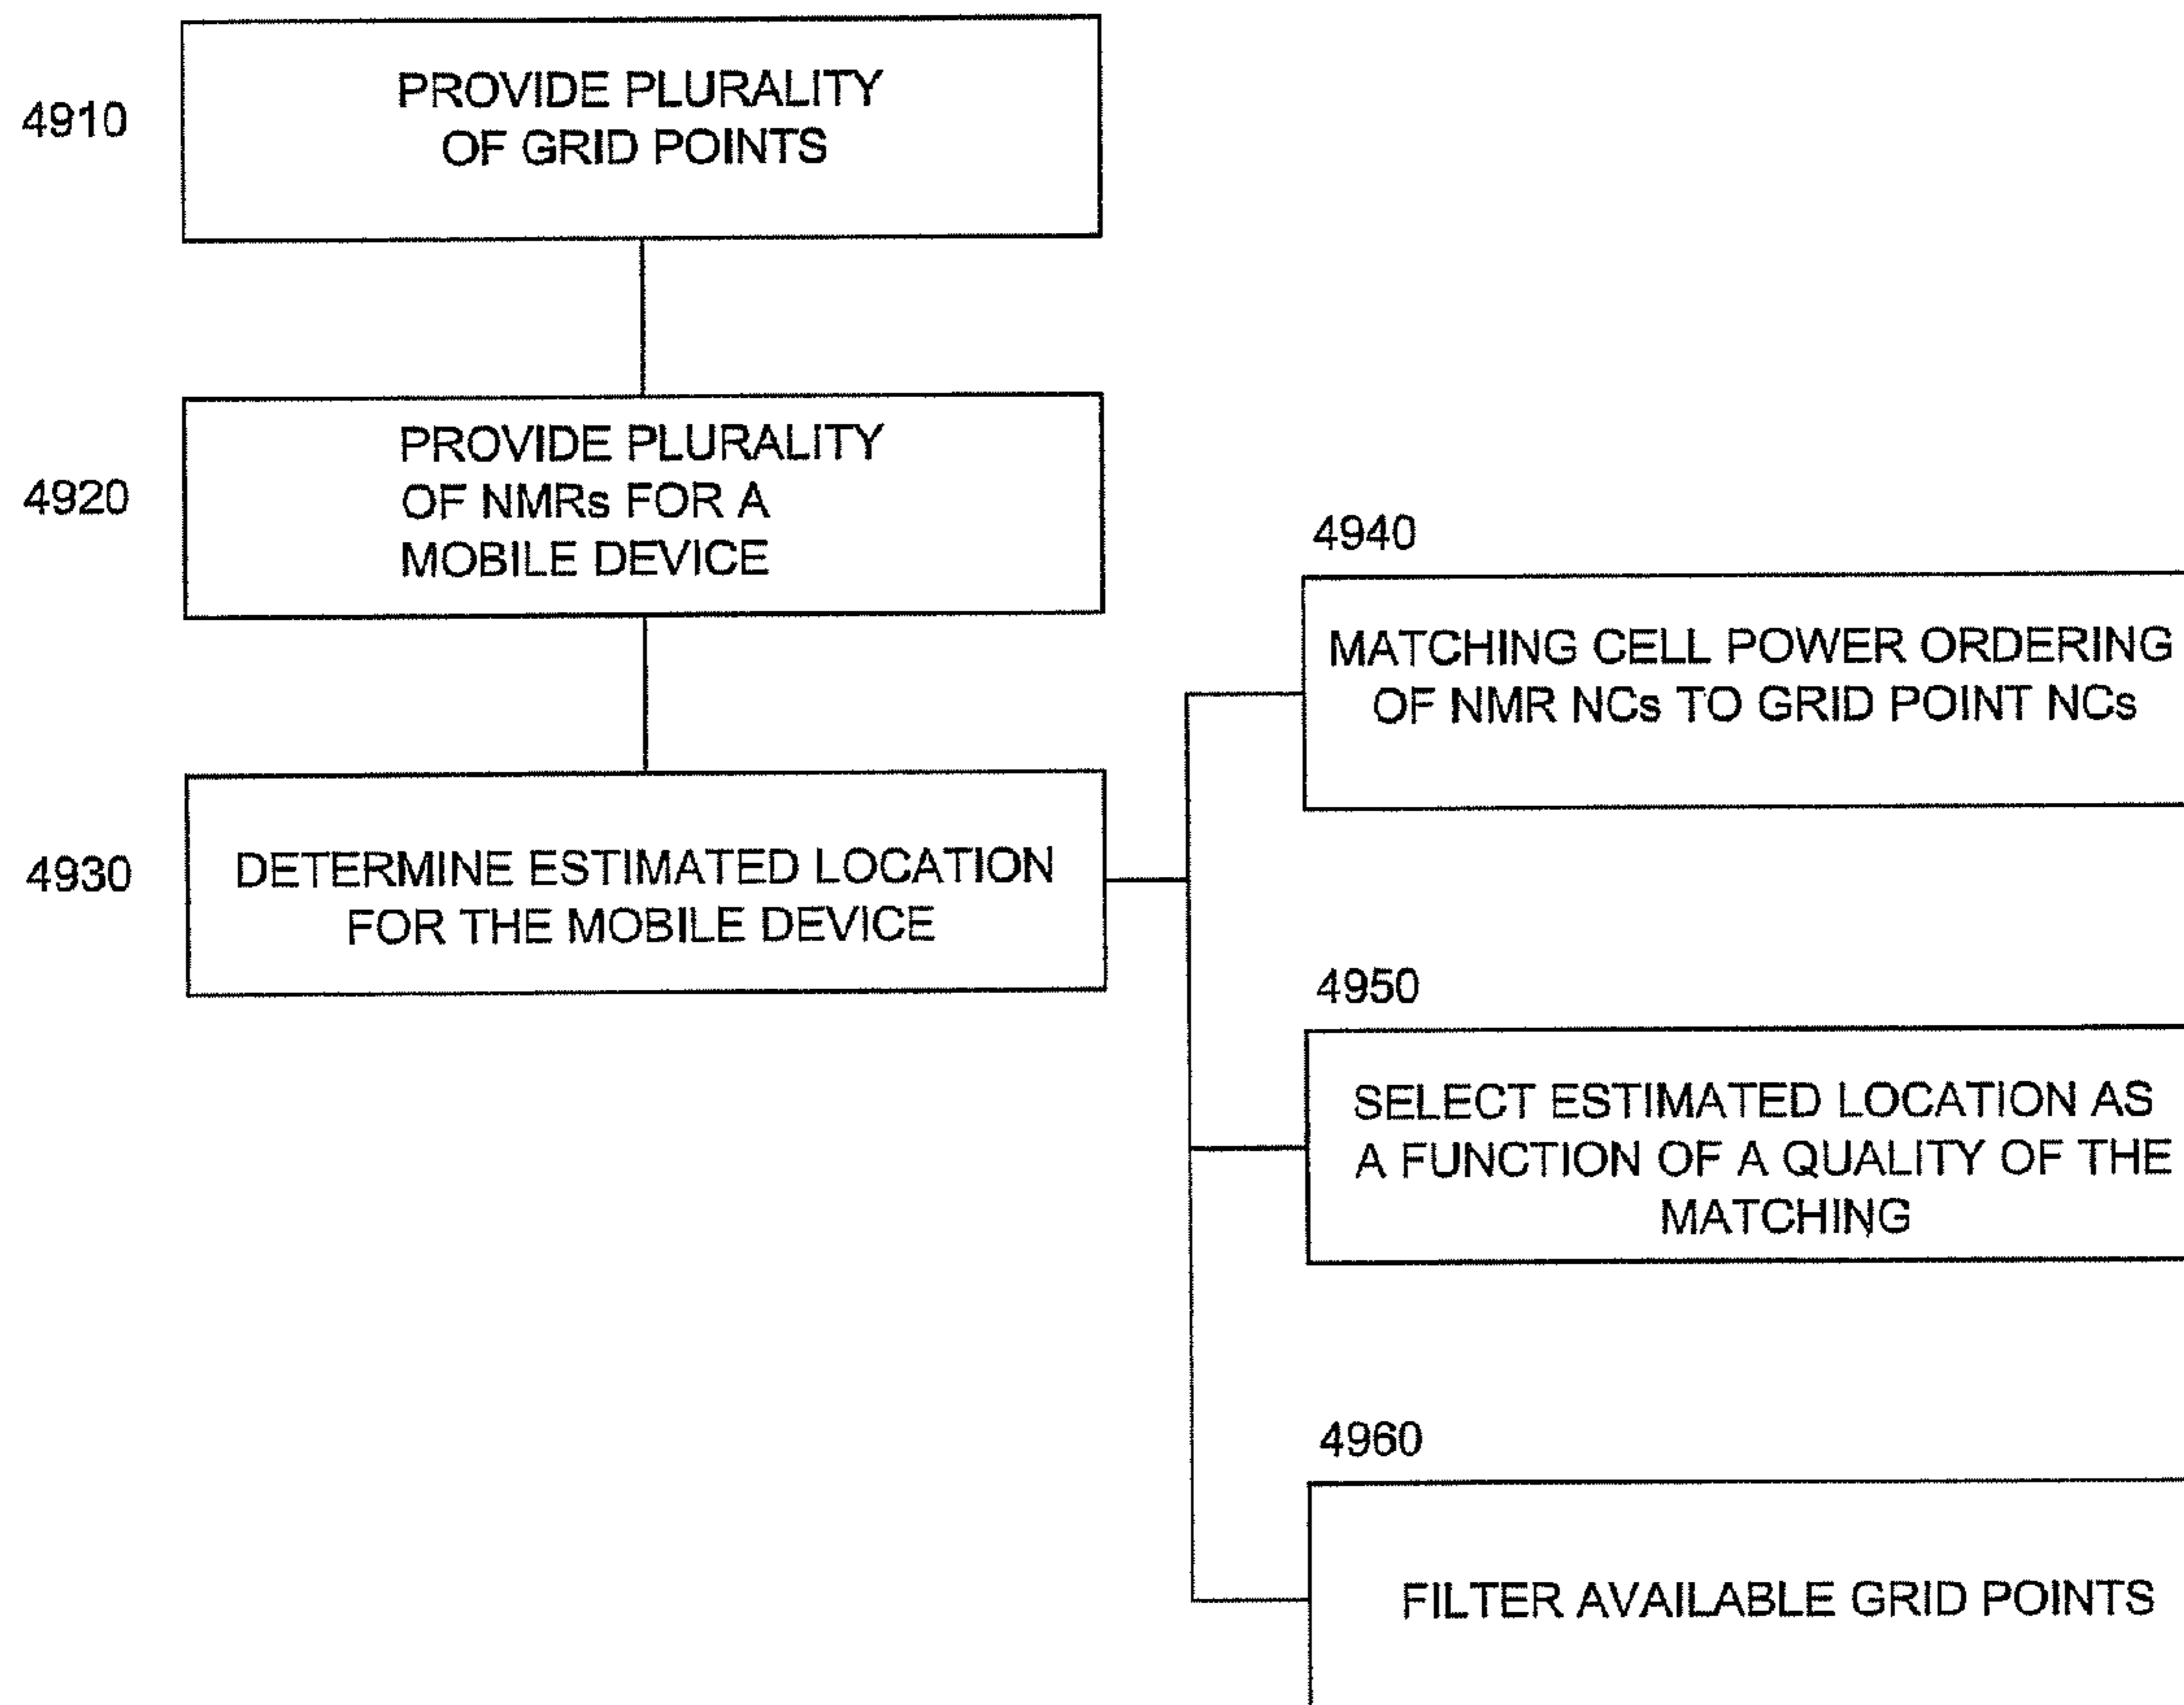 4910
PROVIDE PLURALITY
OF GRID POINTS
4920
PROVIDE PLURALITY
OF NMRs FOR A
MOBILE DEVICE
4930
DETERMINE ESTIMATED LOCATION
FOR THE MOBILE DEVICE
4940
MATCHING CELL POWER ORDERING
OF NMR NCs TO GRID POINT NCs
4950
SELECT ESTIMATED LOCATION AS
A FUNCTION OF A QUALITY OF THE
MATCHING
4960
FILTER AVAILABLE GRID POINTS